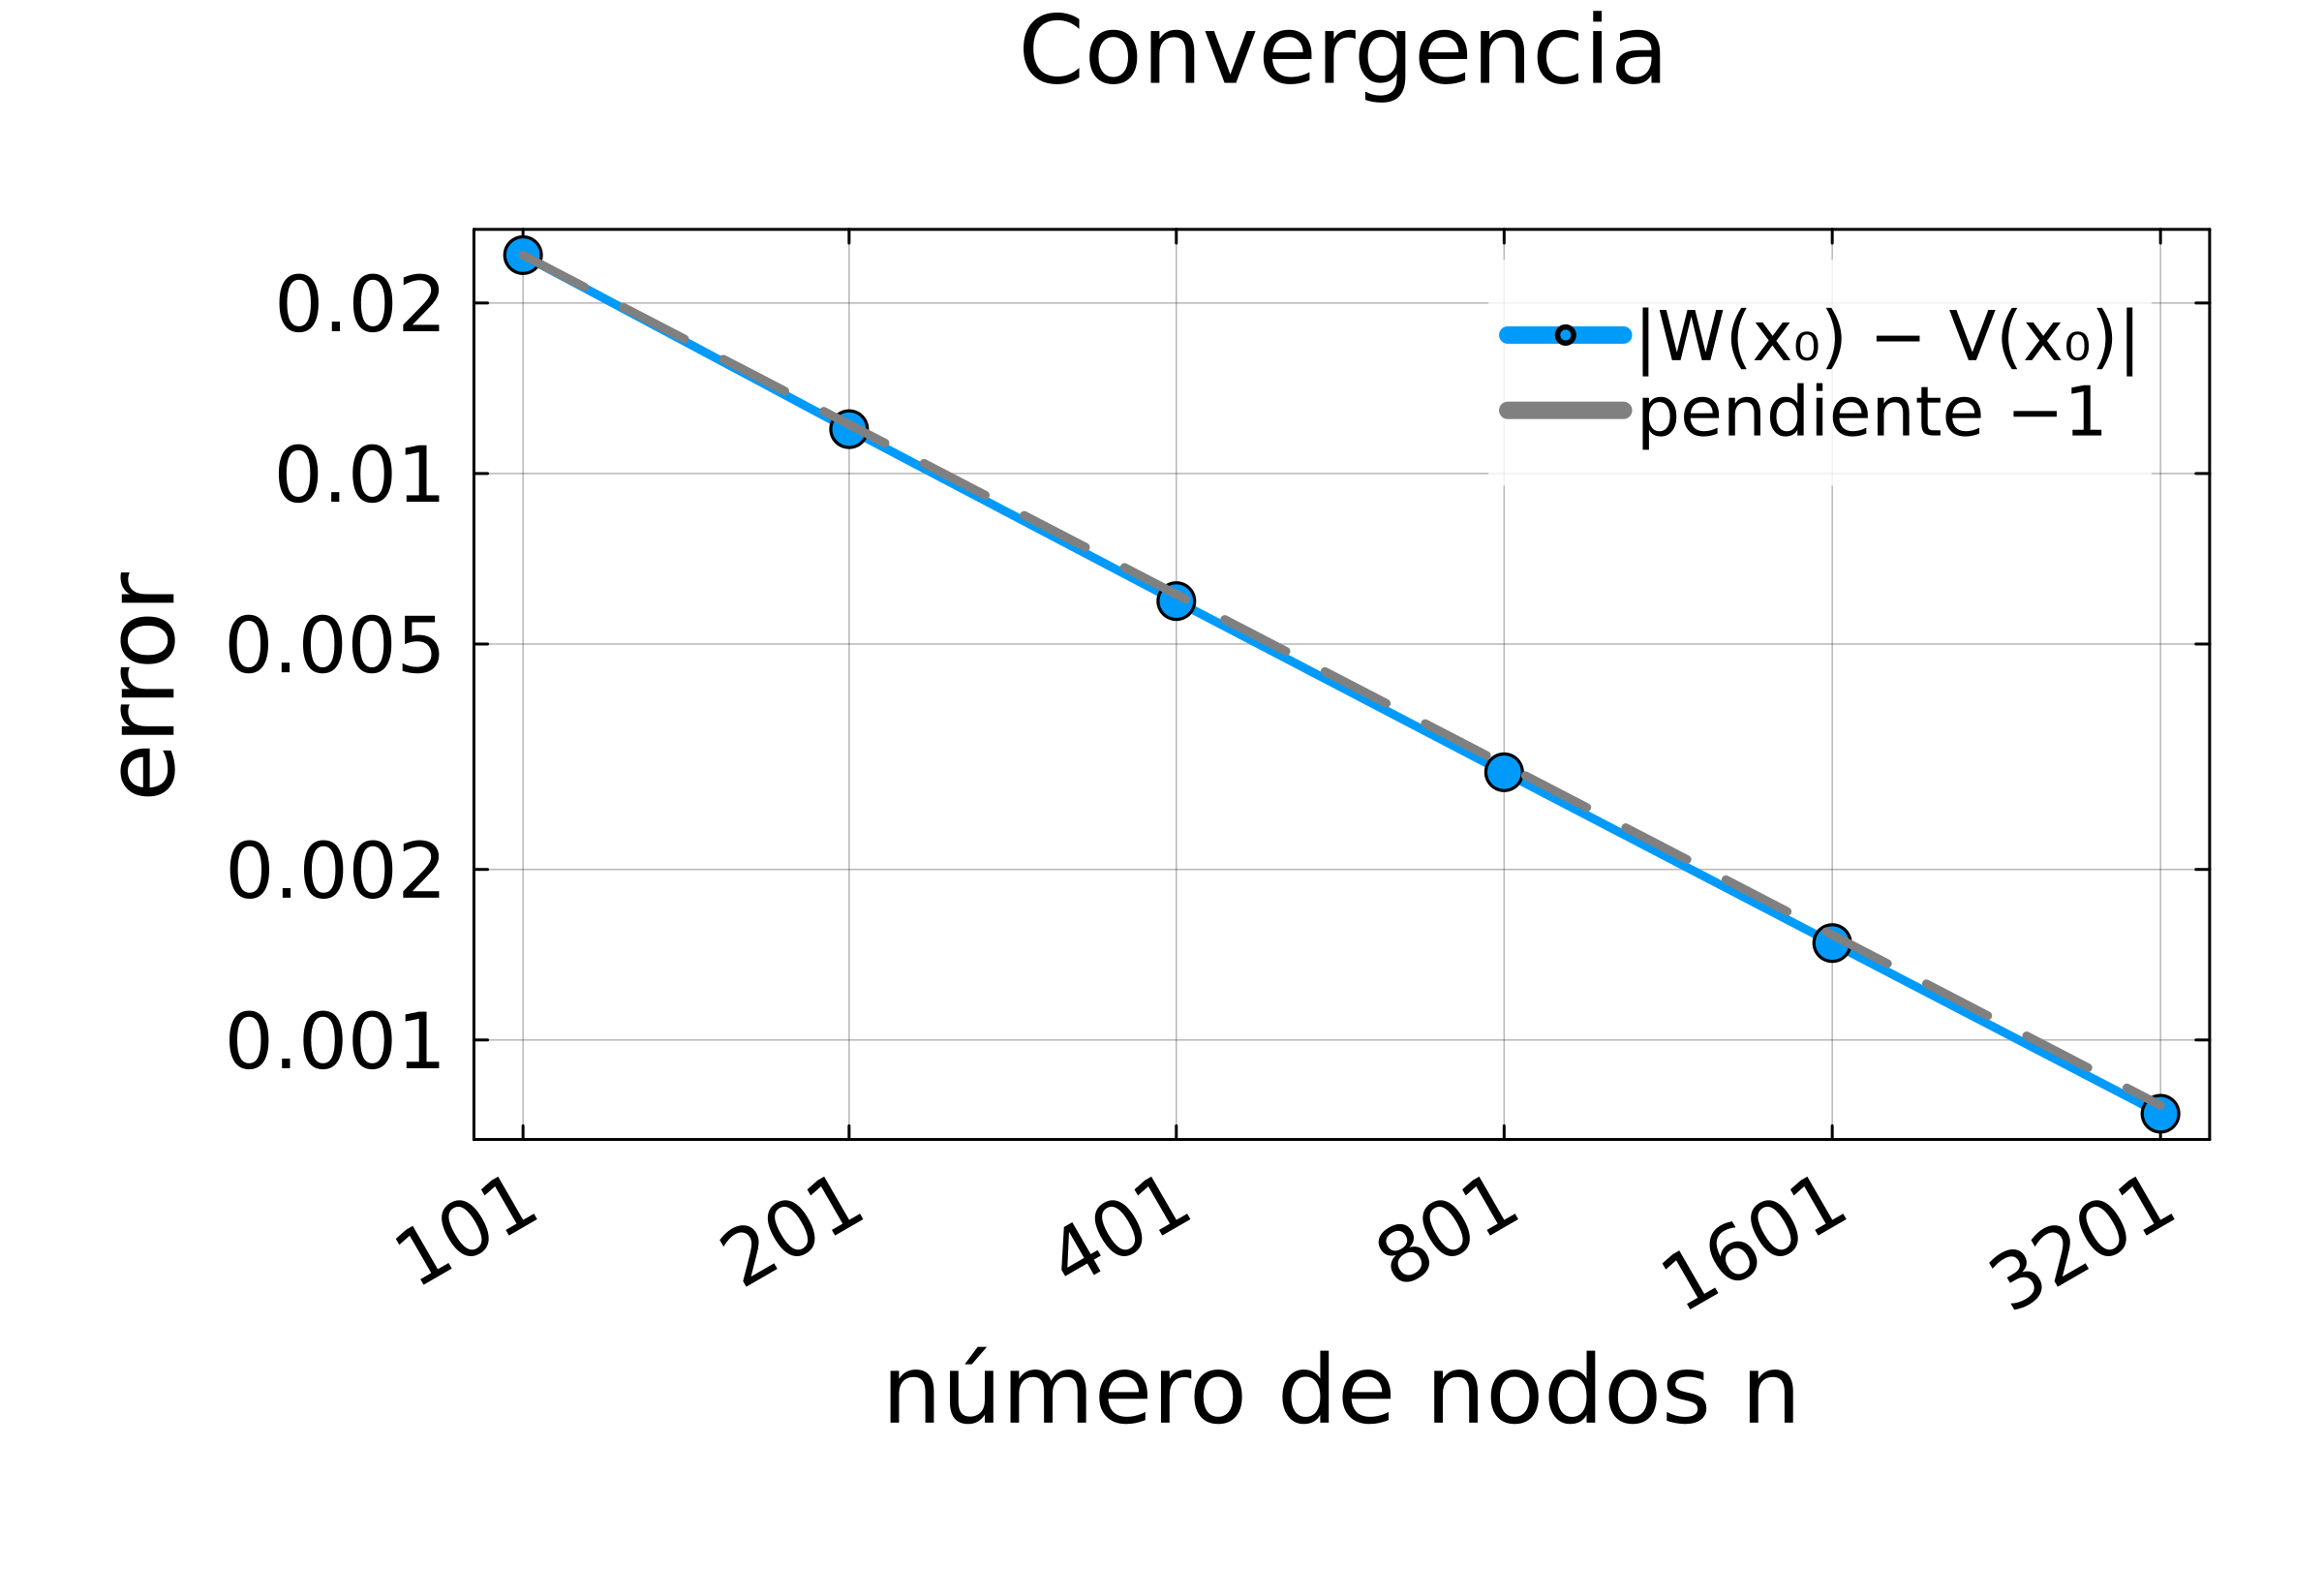 Convergencia
|W(x₀) − V(x₀)|
pendiente −1
error
0.02
0.01
0.005
0.002
0.001
101
201
401
801
1601
3201
número de nodos n